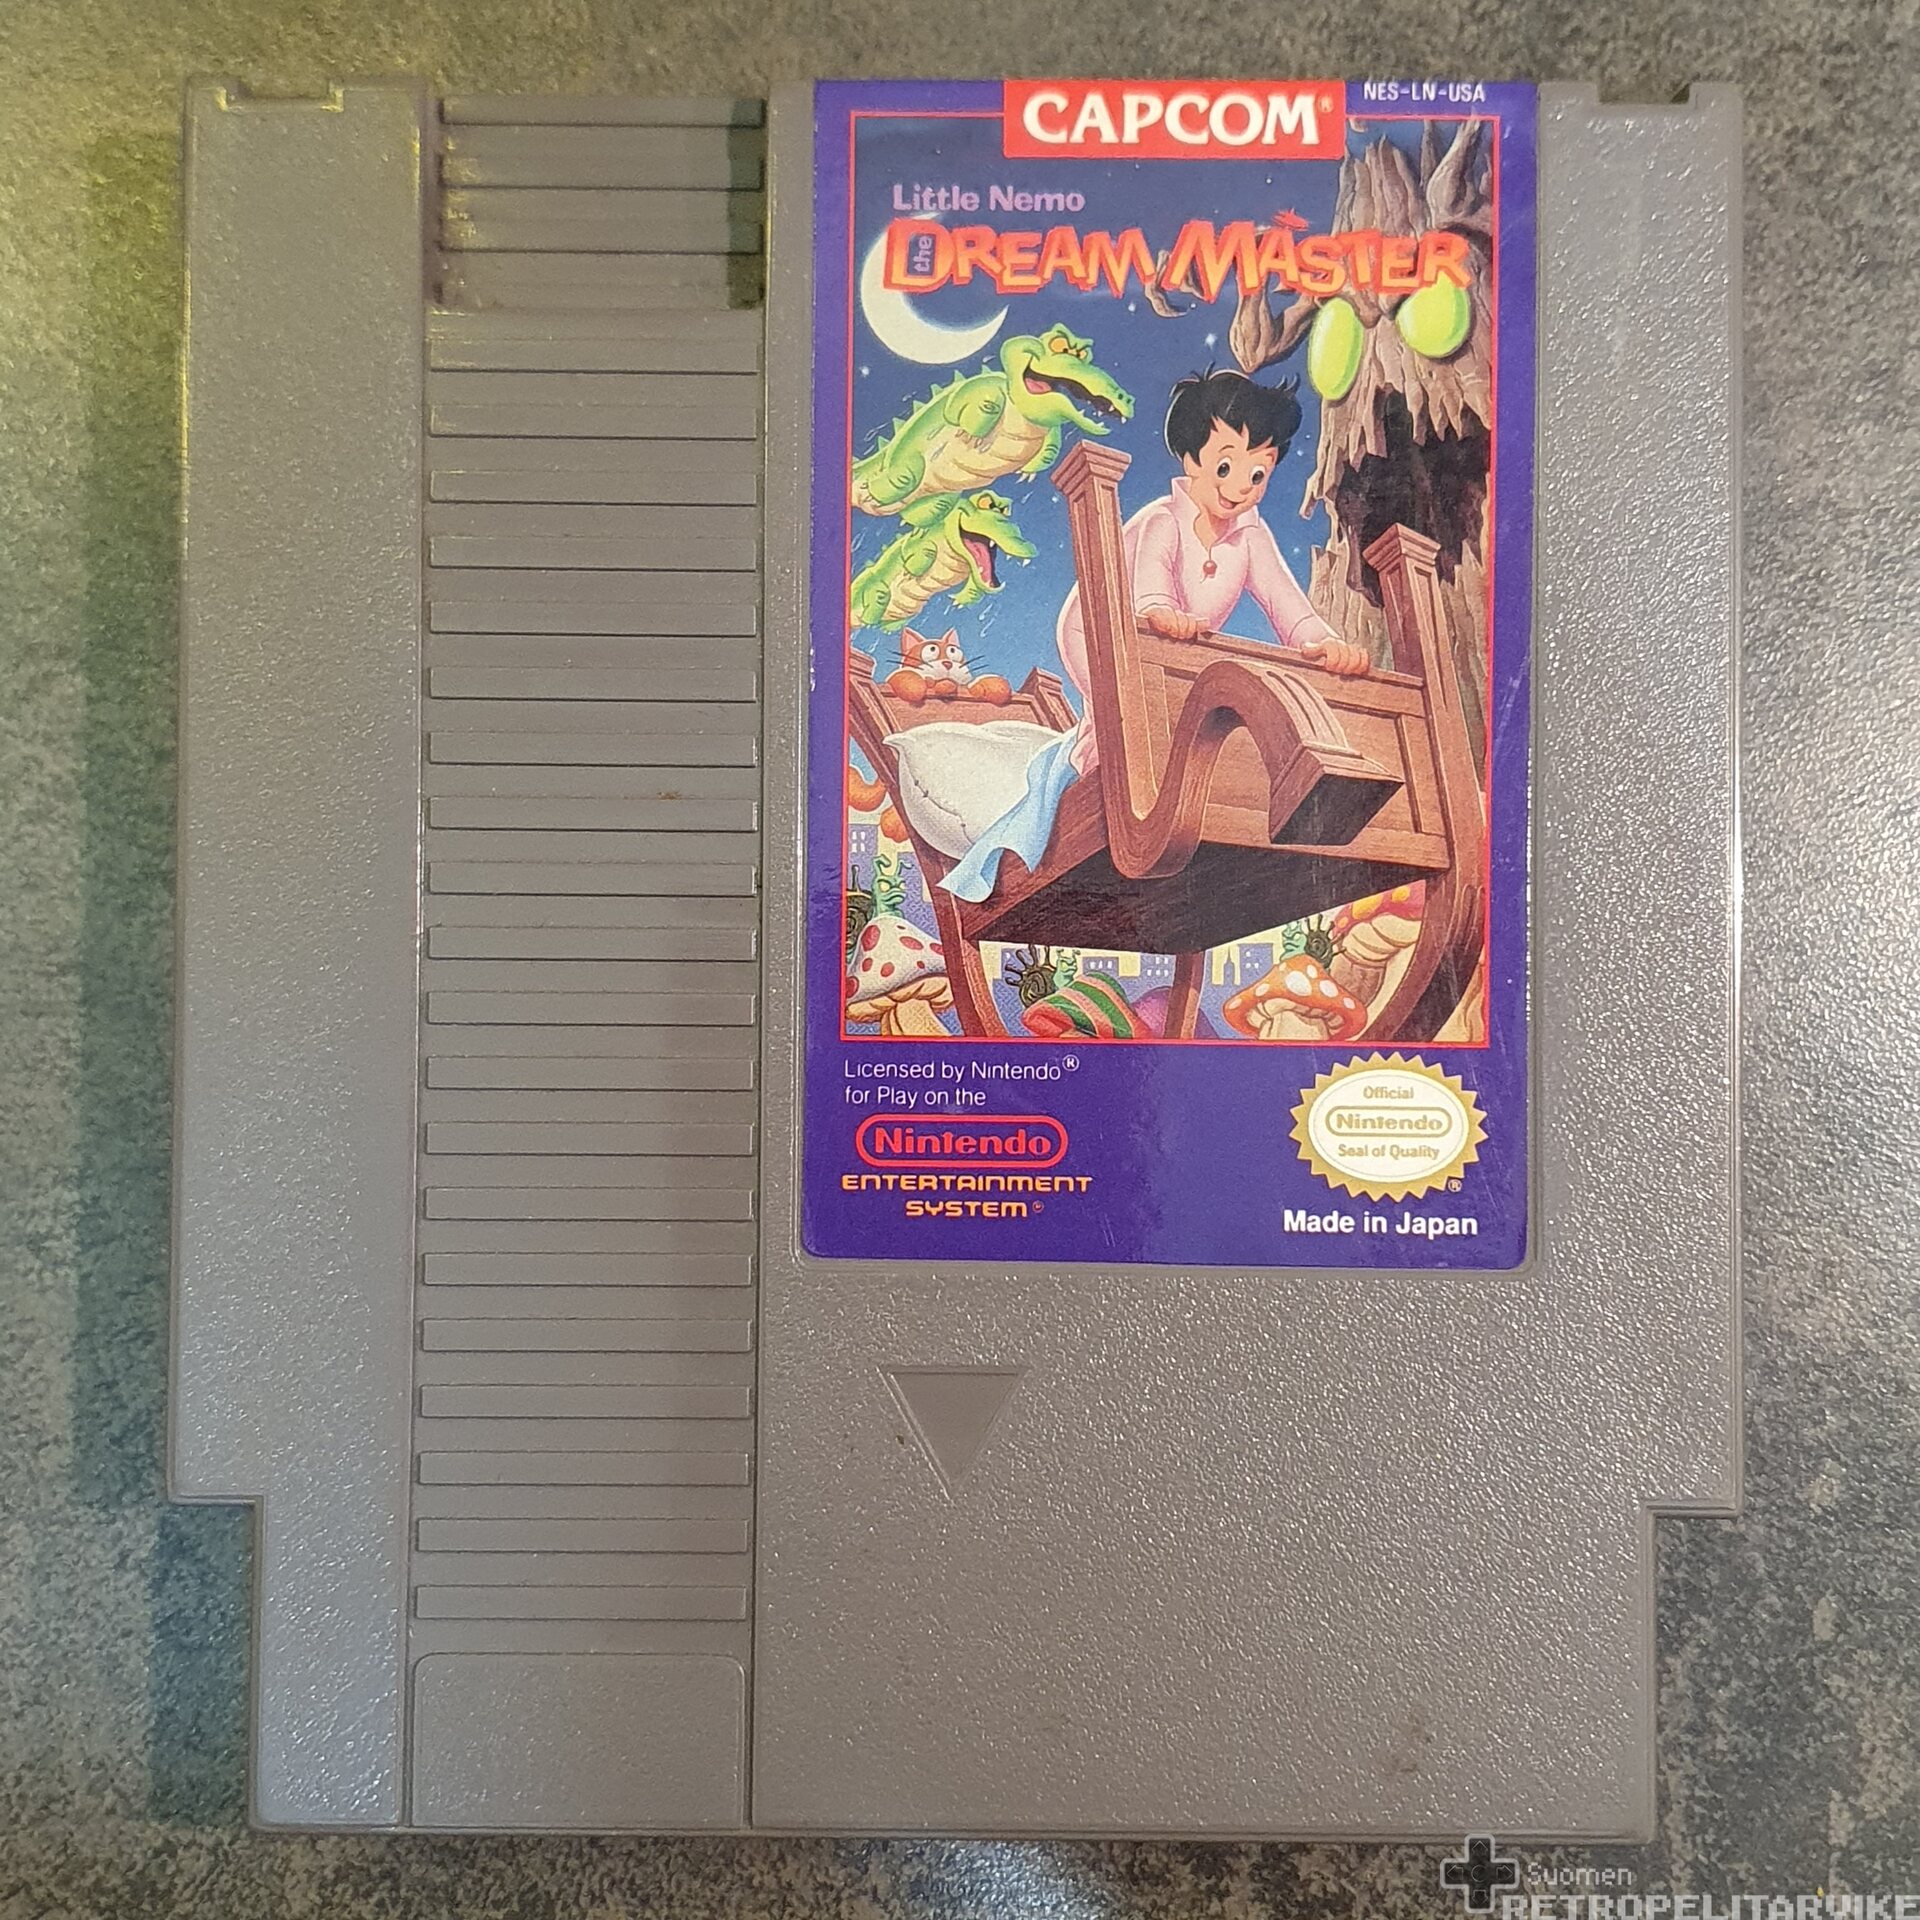 CAPCOM®
NES-LN-USA
Little Nemo
the DREAM MASTER
Licensed by Nintendo®
for Play on the
Nintendo
ENTERTAINMENT
SYSTEM®
Official
Nintendo
Seal of Quality
®
Made in Japan
Suomen
RETROPELITARVIKE